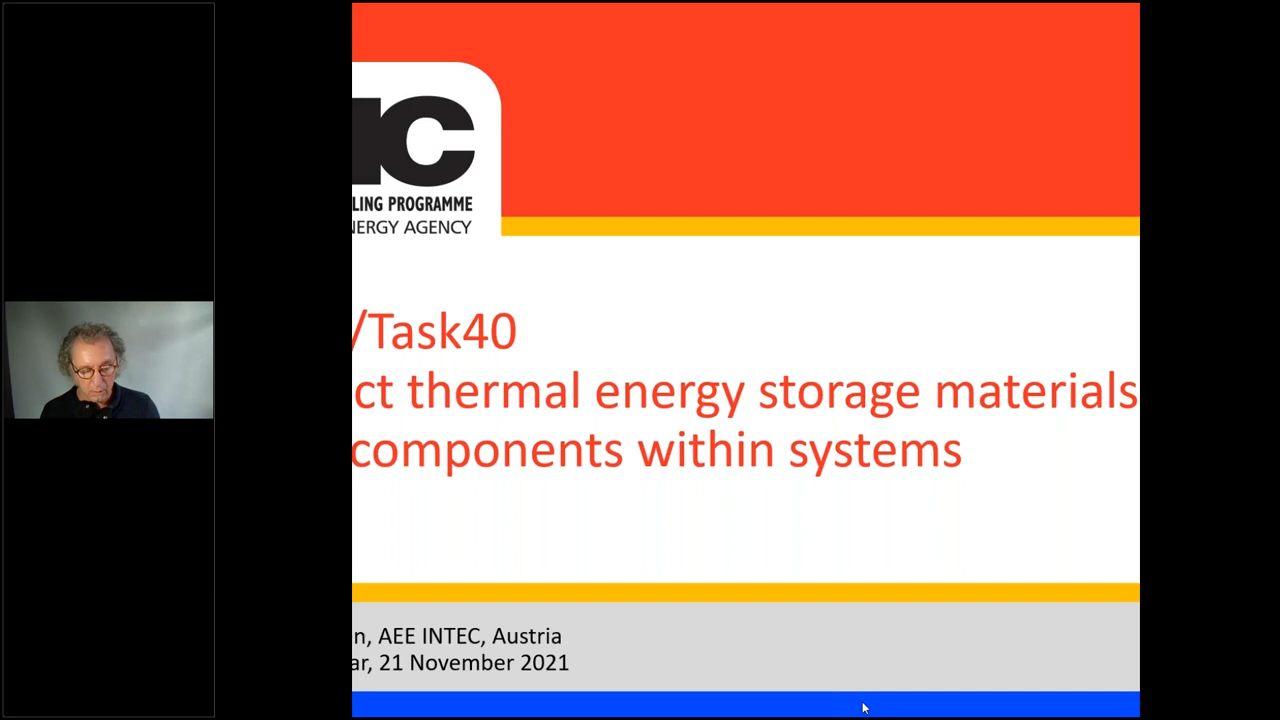 IC
LING PROGRAMME
NERGY AGENCY
/Task40
ct thermal energy storage materials
components within systems
n, AEE INTEC, Austria
ar, 21 November 2021